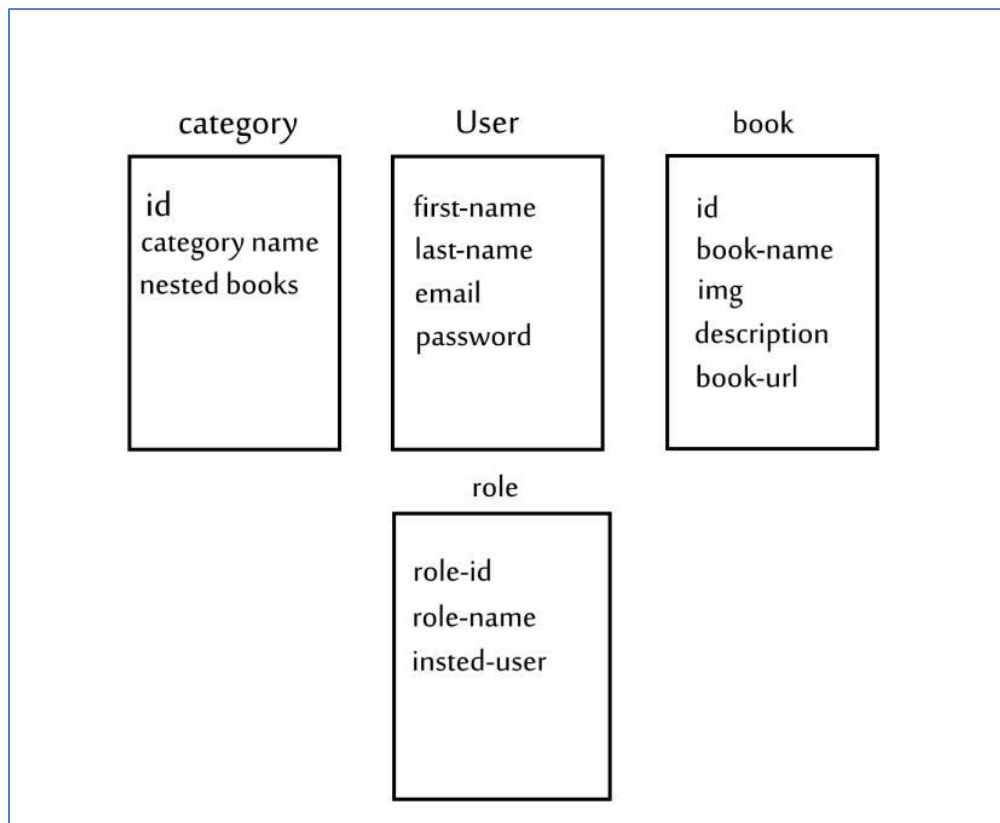 category
id
category name
nested books
User
first-name
last-name
email
password
book
id
book-name
img
description
book-url
role
role-id
role-name
insted-user